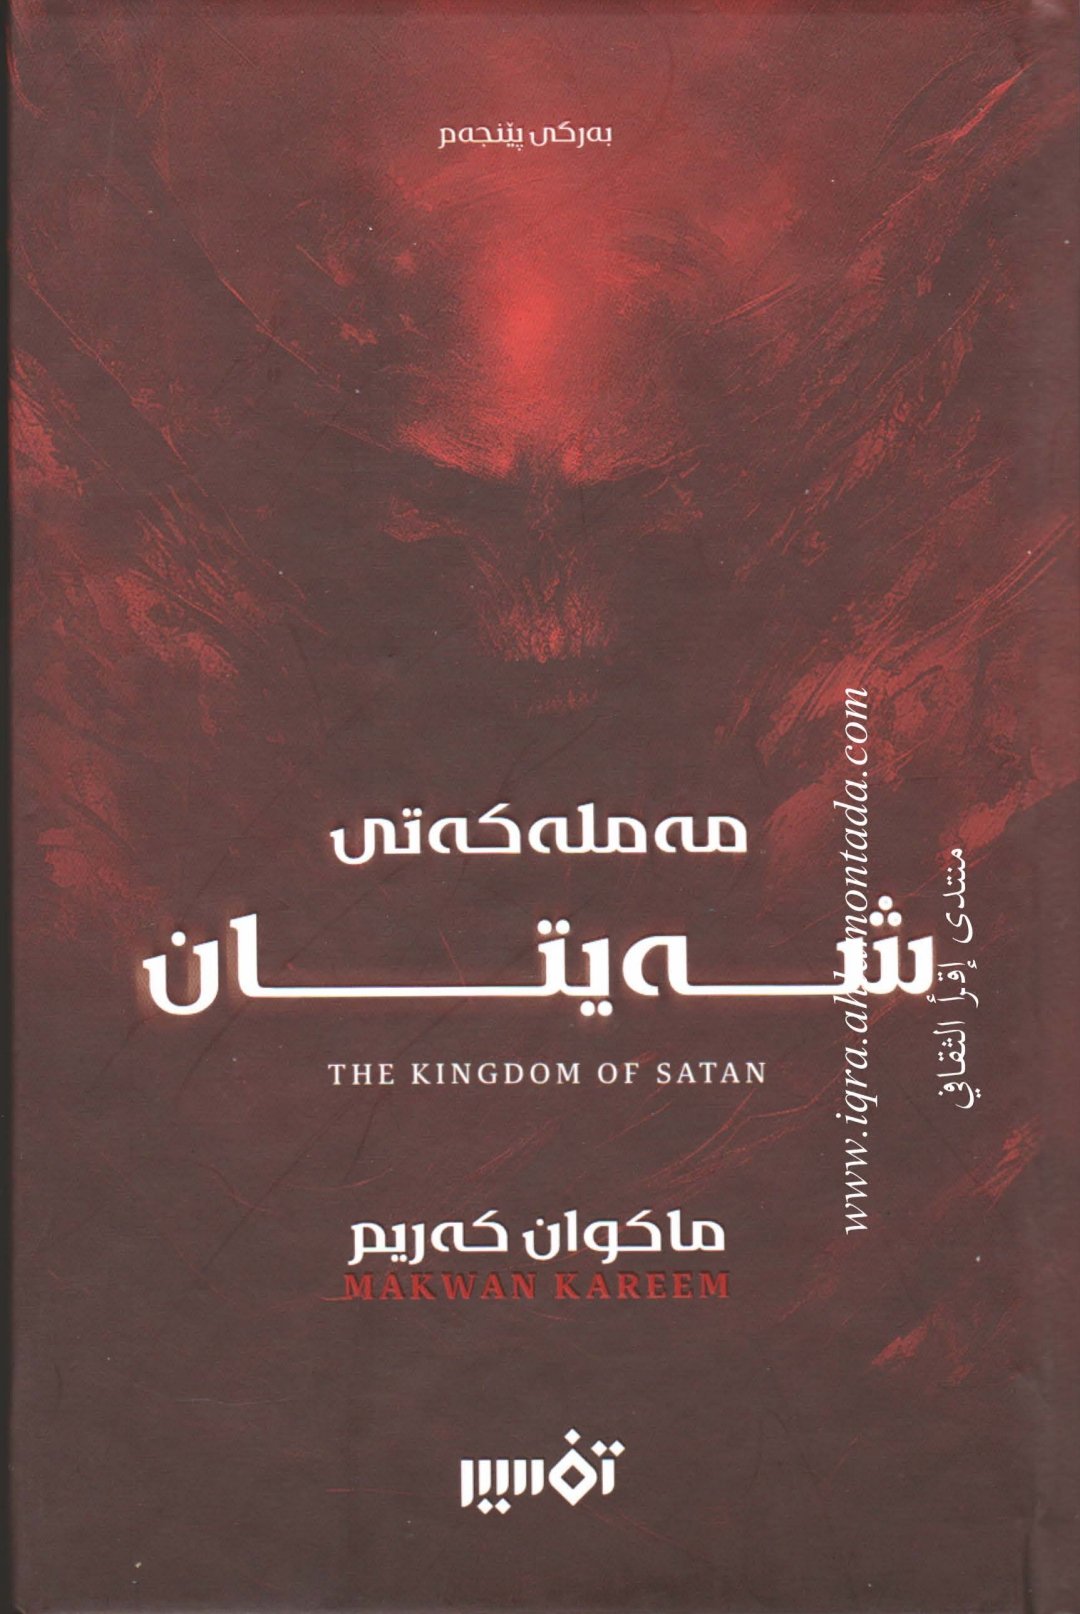 بەرگی پێنجەم
مەملەکەتی
شەیتان
THE KINGDOM OF SATAN
ماکوان کەریم
MAKWAN KAREEM
تەفسیر
www.iqra.ahlamontada.com
منتدى إقرأ الثقافي